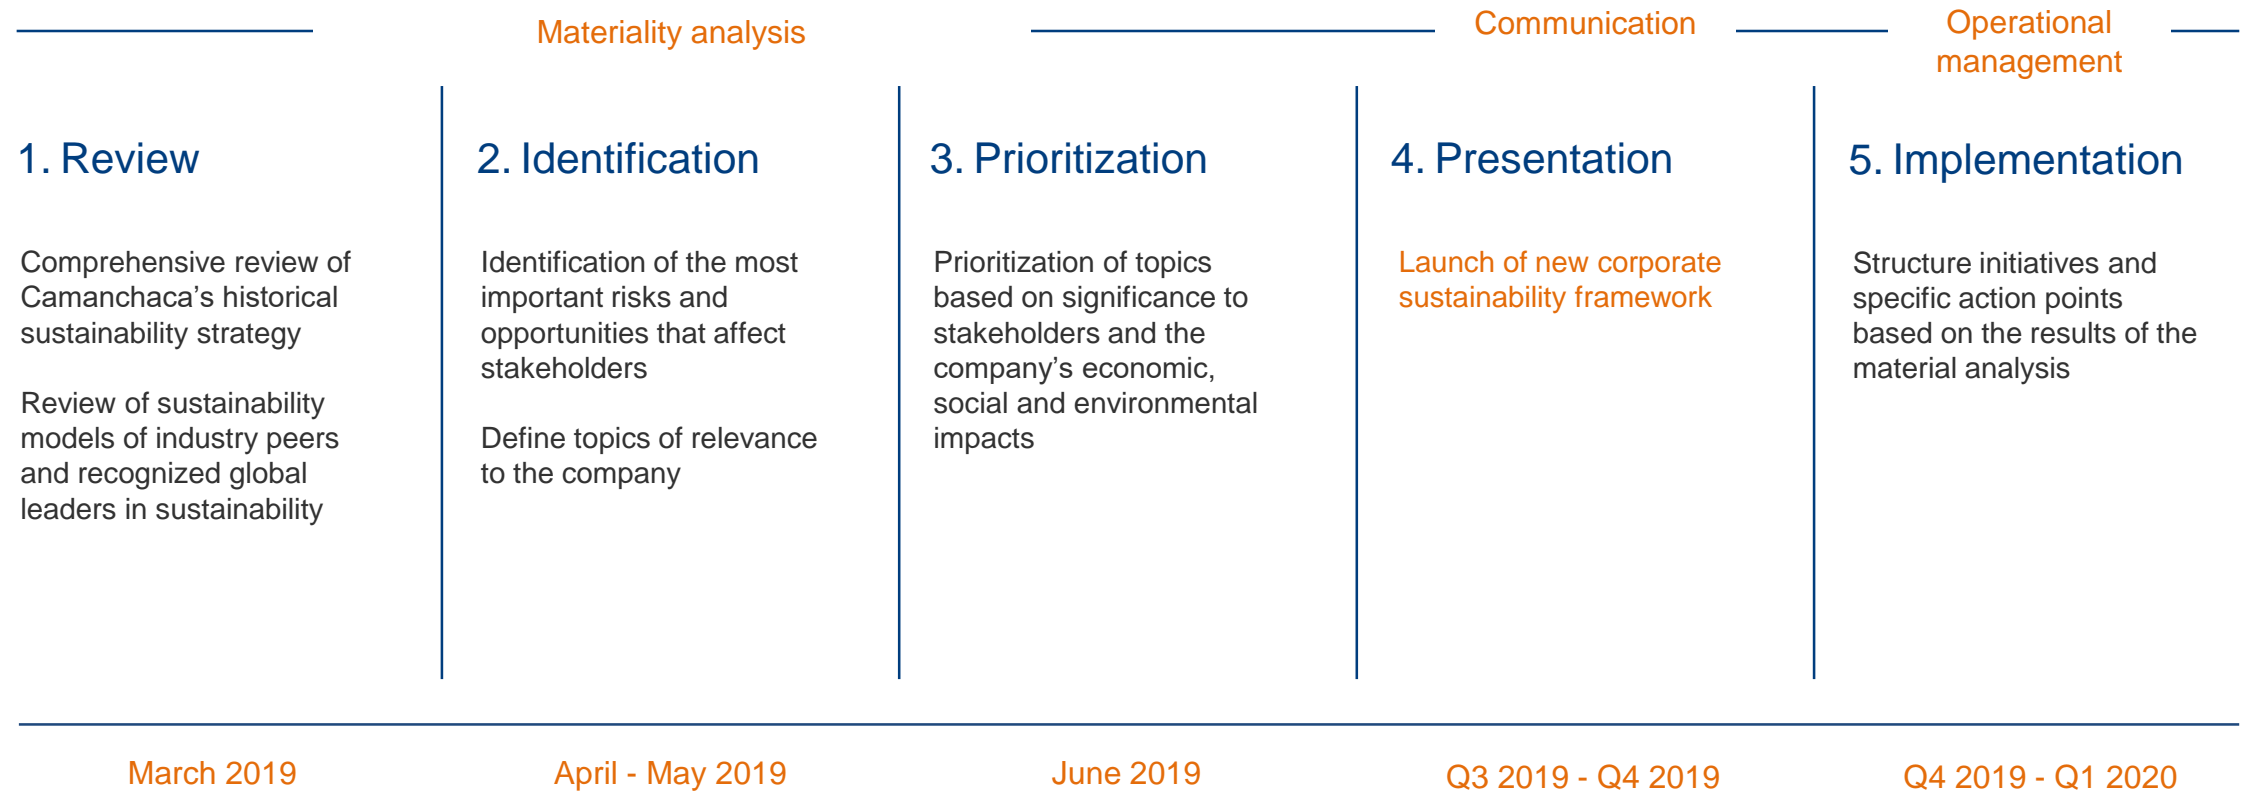 Materiality analysis
Communication
Operational
management
1. Review
Comprehensive review of
Camanchaca’s historical
sustainability strategy
Review of sustainability
models of industry peers
and recognized global
leaders in sustainability
2. Identification
Identification of the most
important risks and
opportunities that affect
stakeholders
Define topics of relevance
to the company
3. Prioritization
Prioritization of topics
based on significance to
stakeholders and the
company’s economic,
social and environmental
impacts
4. Presentation
Launch of new corporate
sustainability framework
5. Implementation
Structure initiatives and
specific action points
based on the results of the
material analysis
March 2019
April - May 2019
June 2019
Q3 2019 - Q4 2019
Q4 2019 - Q1 2020